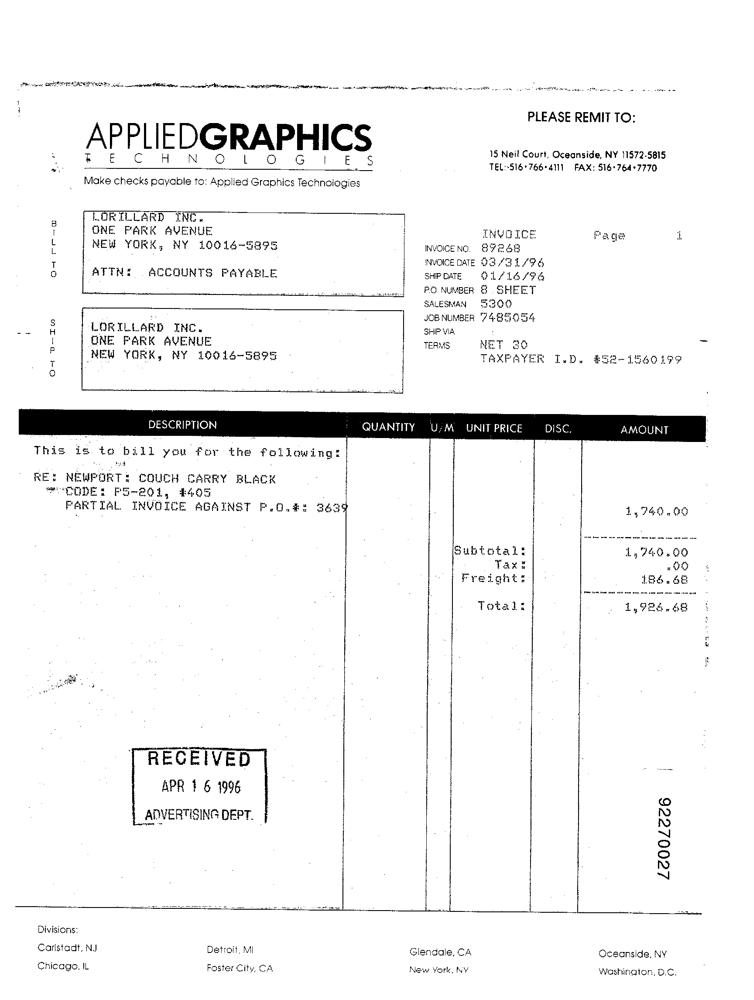 PLEASE REMIT TO:
APPLIEDGRAPHICS
TECHNOLOGIES
15 Neil Court, Oceanside, NY 11572-5815
TEL:-516•766•4111 FAX: 516•764•7770
Make checks payable to: Applied Graphics Technologies
BILL TO
LORILLARD INC.
ONE PARK AVENUE
NEW YORK, NY 10016-5895
ATTN: ACCOUNTS PAYABLE
INVOICE Page 1
INVOICE NO. 89268
INVOICE DATE 03/31/96
SHIP DATE 01/16/96
P.O. NUMBER 8 SHEET
SALESMAN 5300
JOB NUMBER 7485054
SHIP VIA
TERMS NET 30
TAXPAYER I.D. #52-1560199
SHIP TO
LORILLARD INC.
ONE PARK AVENUE
NEW YORK, NY 10016-5895
DESCRIPTION QUANTITY U/M UNIT PRICE DISC. AMOUNT
This is to bill you for the following:
RE: NEWPORT: COUCH CARRY BLACK
CODE: P5-201, #405
PARTIAL INVOICE AGAINST P.O.#: 3639 1,740.00
Subtotal: 1,740.00
Tax: .00
Freight: 186.68
Total: 1,926.68
RECEIVED
APR 16 1996
ADVERTISING DEPT.
92270027
Divisions:
Carlstadt, NJ Detroit, MI Glendale, CA Oceanside, NY
Chicago, IL Foster City, CA New York, NY Washington, D.C.